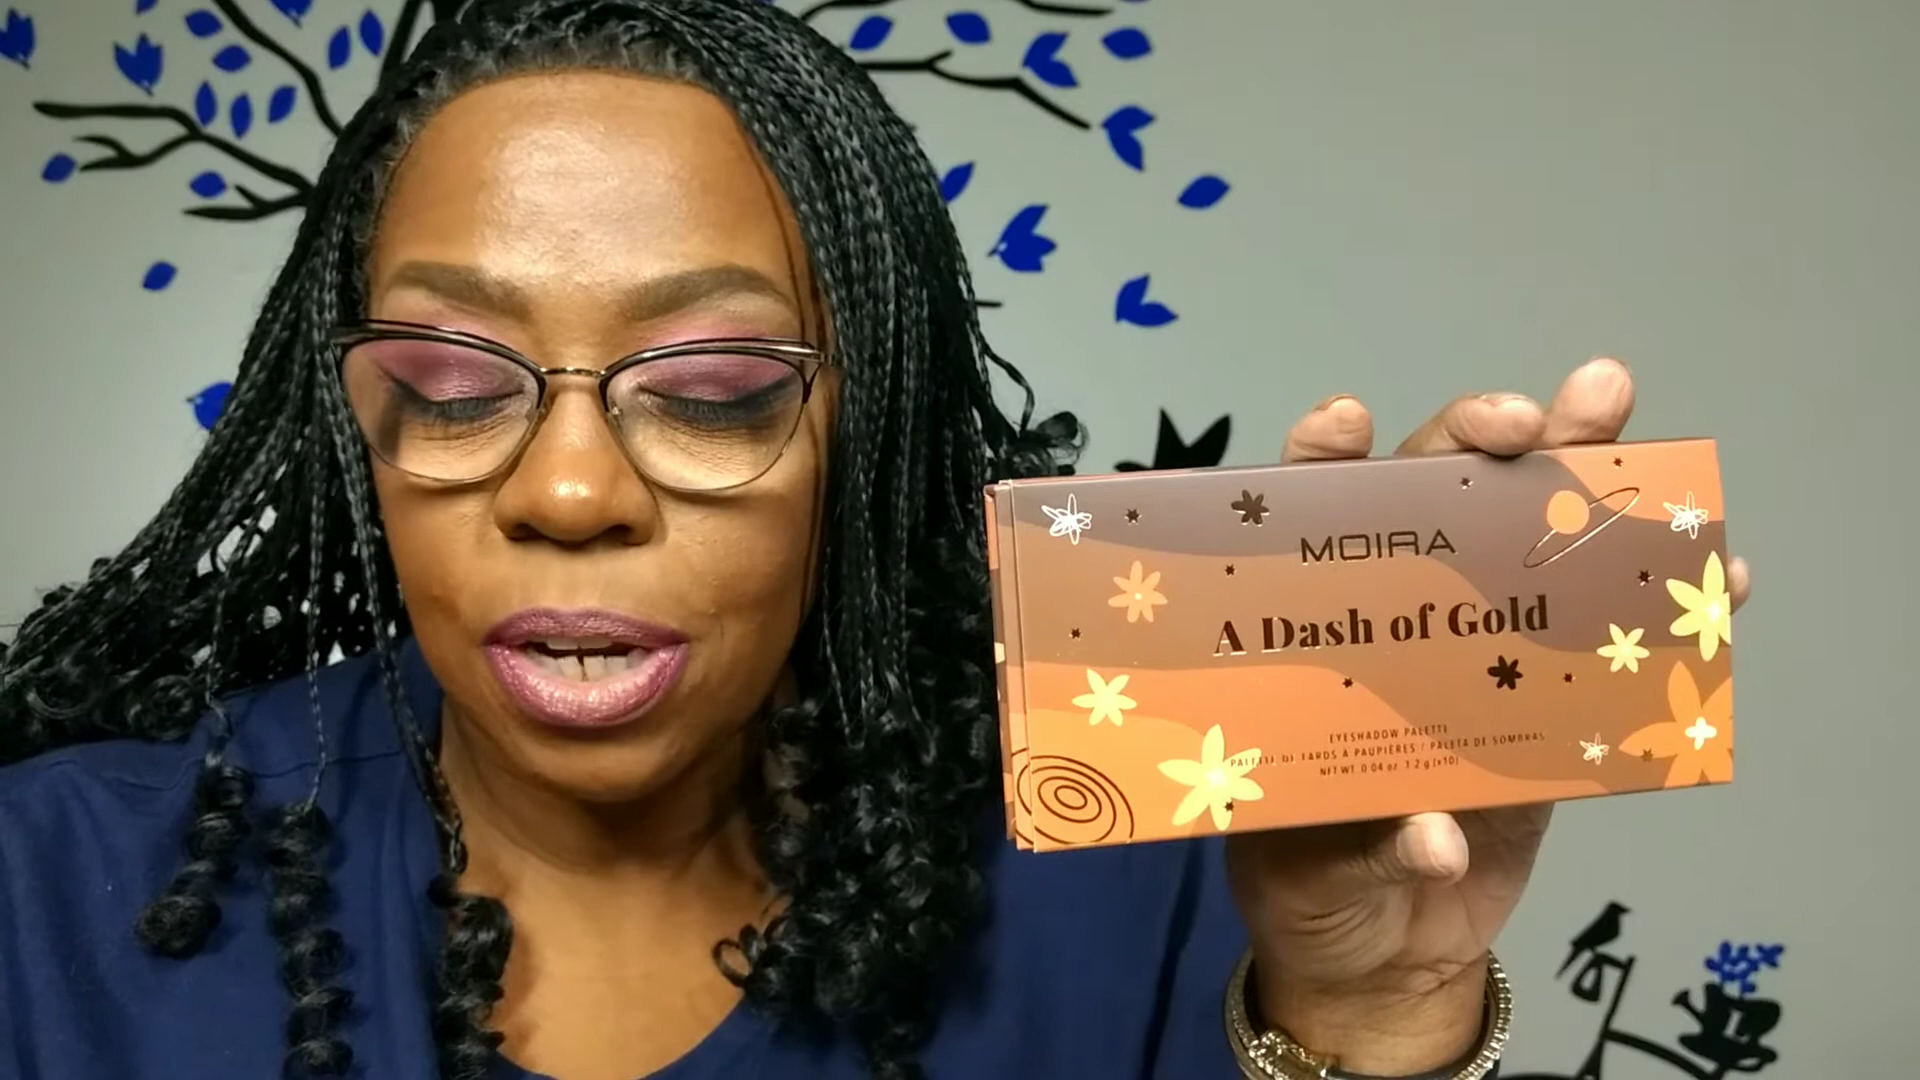 MOIRA
A Dash of Gold
EYESHADOW PALETTE
PALETTE DE FARDS À PAUPIÈRES / PALETA DE SOMBRAS
NET WT. 0.04 oz 1.2 g (x10)